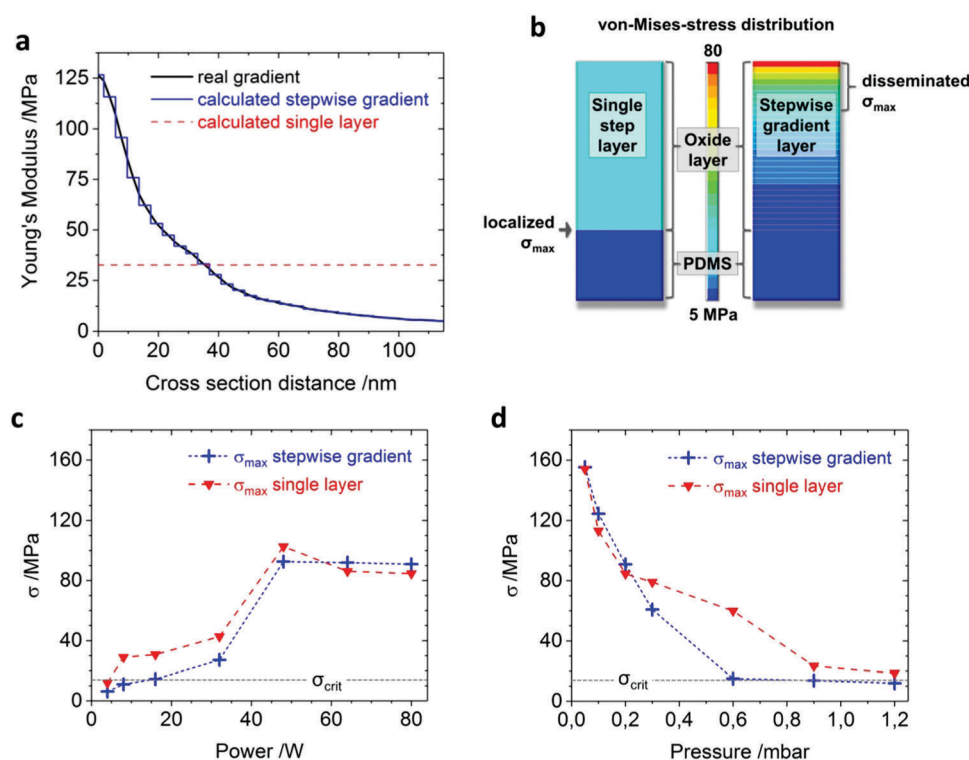 a
125
100
75
50
25
0
Young's Modulus /MPa
real gradient
calculated stepwise gradient
calculated single layer
0 20 40 60 80 100
Cross section distance /nm
b
von-Mises-stress distribution
80
Single
step
layer
Oxide
layer
Stepwise
gradient
layer
disseminated
σmax
localized
σmax
PDMS
5 MPa
c
160
120
80
40
0
σ /MPa
σmax stepwise gradient
σmax single layer
σcrit
0 20 40 60 80
Power /W
d
160
120
80
40
0
σ /MPa
σmax stepwise gradient
σmax single layer
σcrit
0,0 0,2 0,4 0,6 0,8 1,0 1,2
Pressure /mbar